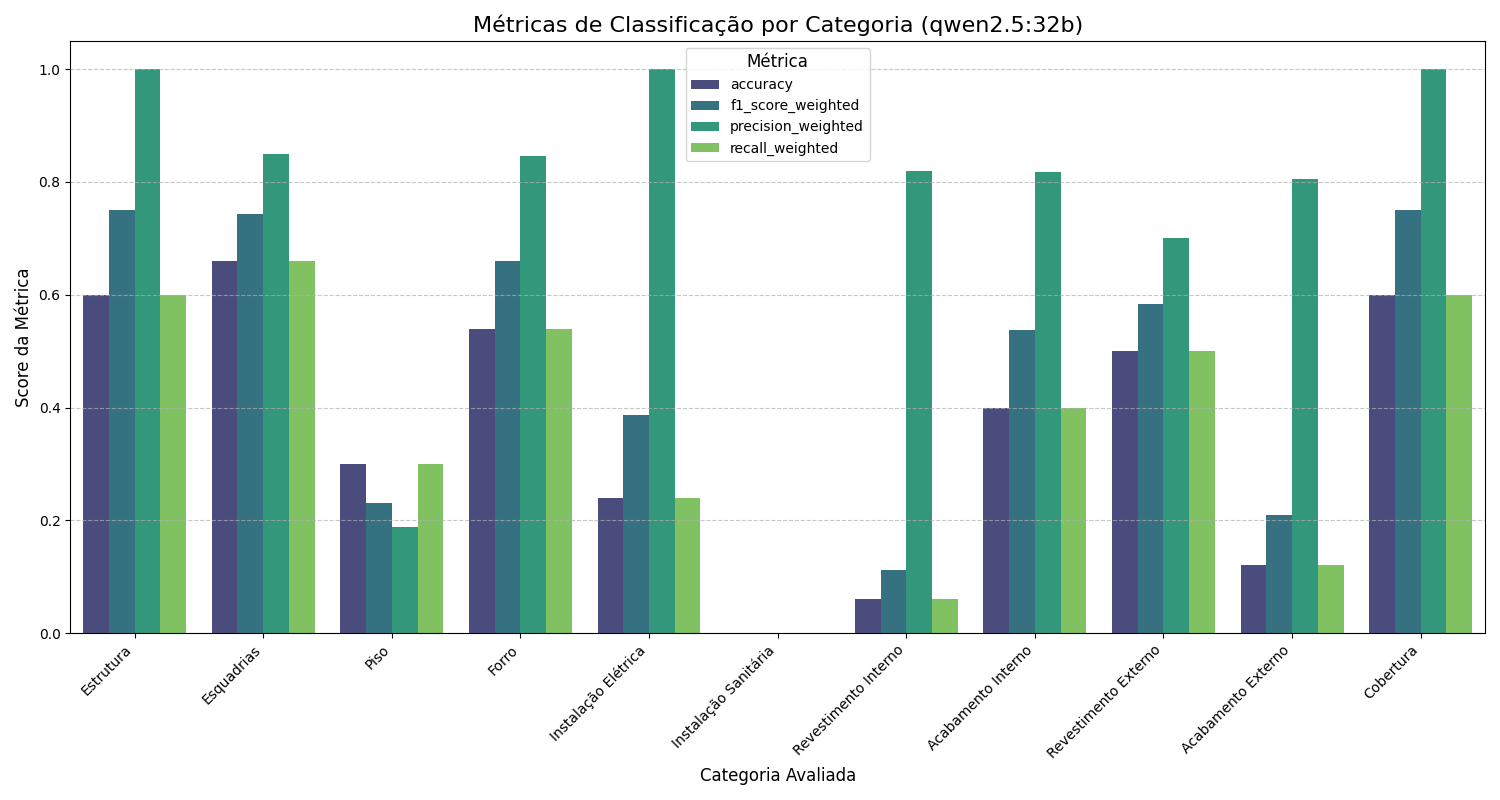 Métricas de Classificação por Categoria (qwen2.5:32b)
Métrica
accuracy
f1_score_weighted
precision_weighted
recall_weighted
Score da Métrica
1.0
0.8
0.6
0.4
0.2
0.0
Estrutura
Esquadrias
Piso
Forro
Instalação Elétrica
Instalação Sanitária
Revestimento Interno
Acabamento Interno
Revestimento Externo
Acabamento Externo
Cobertura
Categoria Avaliada